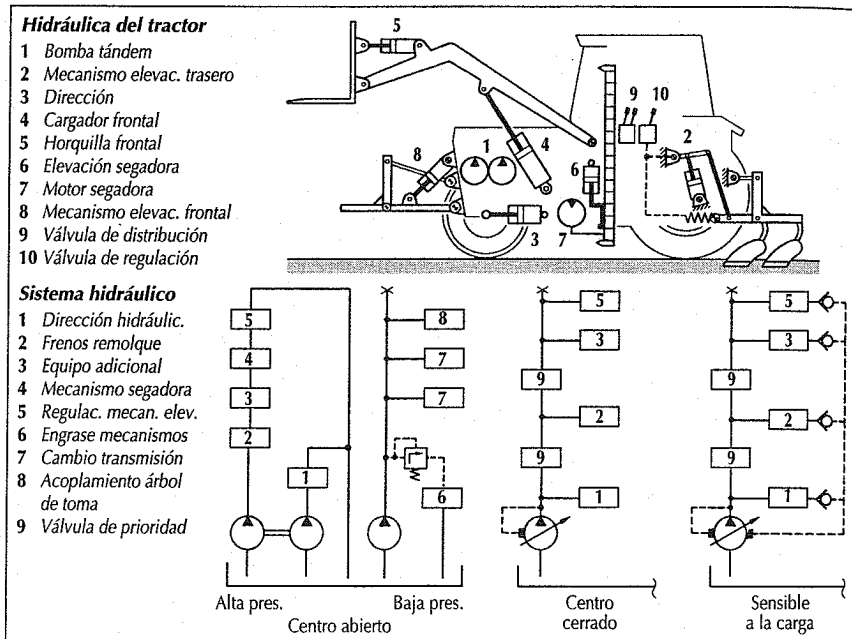 Hidráulica del tractor
1 Bomba tándem
2 Mecanismo elevac. trasero
3 Dirección
4 Cargador frontal
5 Horquilla frontal
6 Elevación segadora
7 Motor segadora
8 Mecanismo elevac. frontal
9 Válvula de distribución
10 Válvula de regulación
5
9 10
8 1 4 6 2
3 7
Sistema hidráulico
1 Dirección hidráulic.
2 Frenos remolque
3 Equipo adicional
4 Mecanismo segadora
5 Regulac. mecan. elev.
6 Engrase mecanismos
7 Cambio transmisión
8 Acoplamiento árbol
de toma
9 Válvula de prioridad
5
4
3
2
1
8
7
7
6
5
3
9
2
9
1
5
3
9
2
9
1
Alta pres.
Baja pres.
Centro abierto
Centro
cerrado
Sensible
a la carga